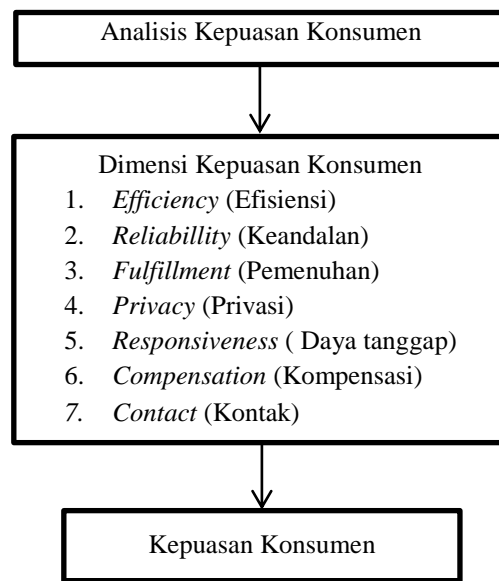 Analisis Kepuasan Konsumen
Dimensi Kepuasan Konsumen
1. Efficiency (Efisiensi)
2. Reliabillity (Keandalan)
3. Fulfillment (Pemenuhan)
4. Privacy (Privasi)
5. Responsiveness ( Daya tanggap)
6. Compensation (Kompensasi)
7. Contact (Kontak)
Kepuasan Konsumen